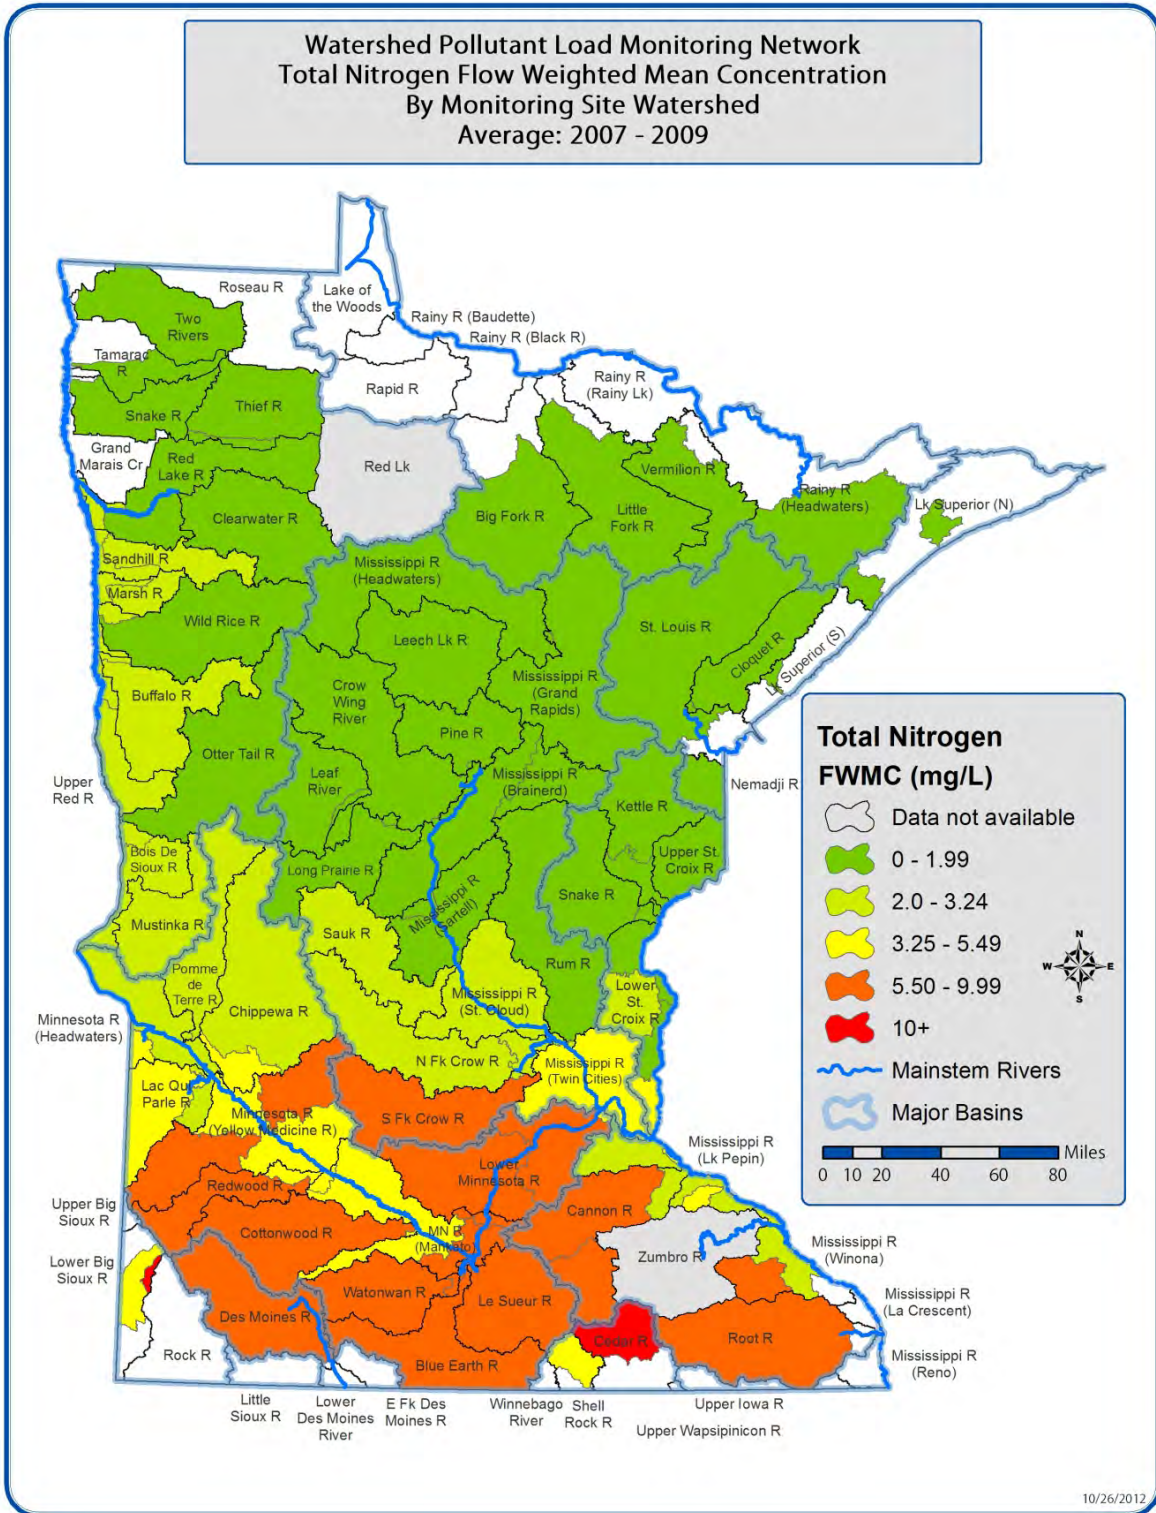 Watershed Pollutant Load Monitoring Network
Total Nitrogen Flow Weighted Mean Concentration
By Monitoring Site Watershed
Average: 2007 - 2009
Roseau R
Lake of
the Woods
Two
Rivers
Rainy R (Baudette)
Rainy R (Black R)
Tamarac
R
Rapid R
Rainy R
(Rainy Lk)
Snake R
Thief R
Grand
Marais Cr
Red
Lake R
Red Lk
Vermilion R
Clearwater R
Big Fork R
Little
Fork R
Rainy R
(Headwaters)
Lk Superior (N)
Sandhill R
Mississippi R
(Headwaters)
Marsh R
Wild Rice R
Leech Lk R
St. Louis R
Cloquet R
Lk Superior (S)
Buffalo R
Crow
Wing
River
Mississippi R
(Grand
Rapids)
Pine R
Otter Tail R
Upper
Red R
Leaf
River
Mississippi R
(Brainerd)
Nemadji R
Kettle R
Bois De
Sioux R
Long Prairie R
Upper St.
Croix R
Mississippi R
(Sartell)
Snake R
Mustinka R
Sauk R
Rum R
Pomme
de
Terre R
Chippewa R
Mississippi R
(St. Cloud)
Lower
St.
Croix R
Minnesota R
(Headwaters)
N Fk Crow R
Mississippi R
(Twin Cities)
Lac Qui
Parle R
Minnesota R
(Yellow Medicine R)
S Fk Crow R
Mississippi R
(Lk Pepin)
Redwood R
Lower
Minnesota R
Upper Big
Sioux R
Cottonwood R
MN R
(Mankato)
Cannon R
Zumbro R
Mississippi R
(Winona)
Lower Big
Sioux R
Watonwan R
Le Sueur R
Mississippi R
(La Crescent)
Des Moines R
Cedar R
Root R
Rock R
Blue Earth R
Mississippi R
(Reno)
Little
Sioux R
Lower
Des Moines
River
E Fk Des
Moines R
Winnebago
River
Shell
Rock R
Upper Iowa R
Upper Wapsipinicon R
Total Nitrogen
FWMC (mg/L)
Data not available
0 - 1.99
2.0 - 3.24
3.25 - 5.49
5.50 - 9.99
10+
Mainstem Rivers
Major Basins
N
W E
S
Miles
0 10 20 40 60 80
10/26/2012